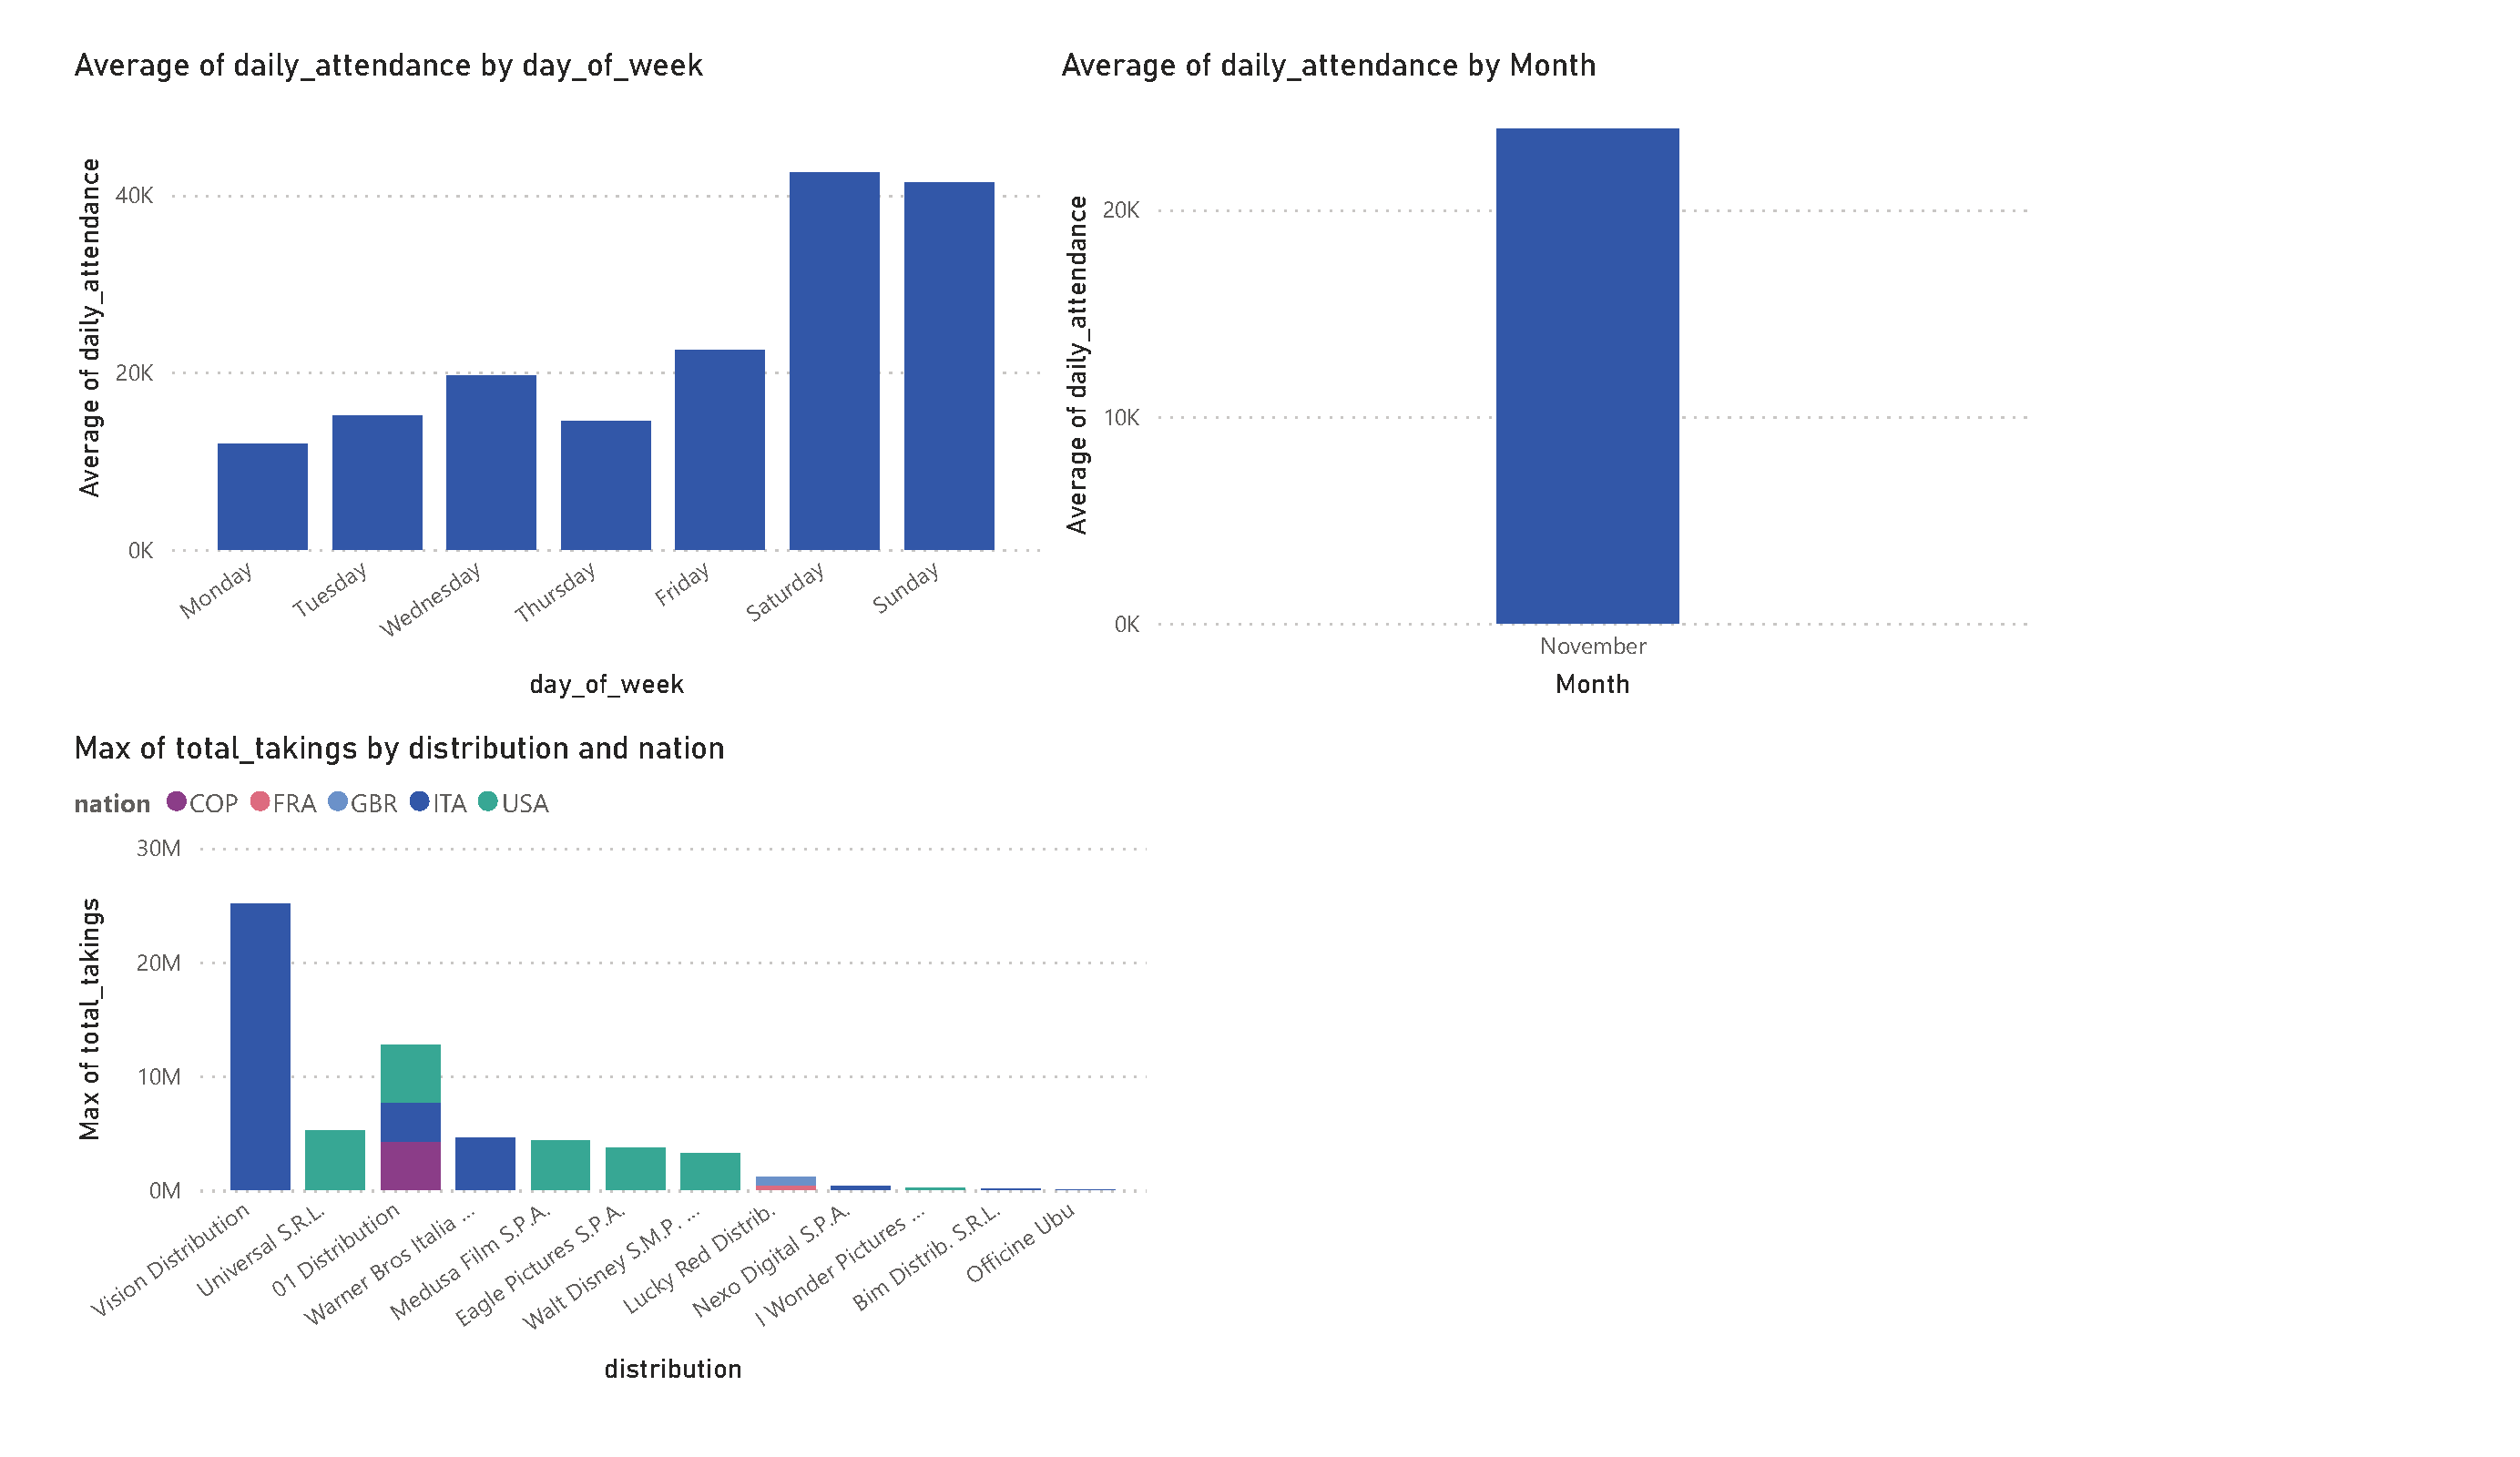 Average of daily_attendance by day_of_week
Average of daily_attendance
40K
20K
0K
Monday
Tuesday
Wednesday
Thursday
Friday
Saturday
Sunday
day_of_week
Average of daily_attendance by Month
Average of daily_attendance
20K
10K
0K
November
Month
Max of total_takings by distribution and nation
nation COP FRA GBR ITA USA
Max of total_takings
30M
20M
10M
0M
Vision Distribution
Universal S.R.L.
01 Distribution
Warner Bros Italia ...
Medusa Film S.P.A.
Eagle Pictures S.P.A.
Walt Disney S.M.P. ...
Lucky Red Distrib.
Nexo Digital S.P.A.
I Wonder Pictures ...
Bim Distrib. S.R.L.
Officine Ubu
distribution